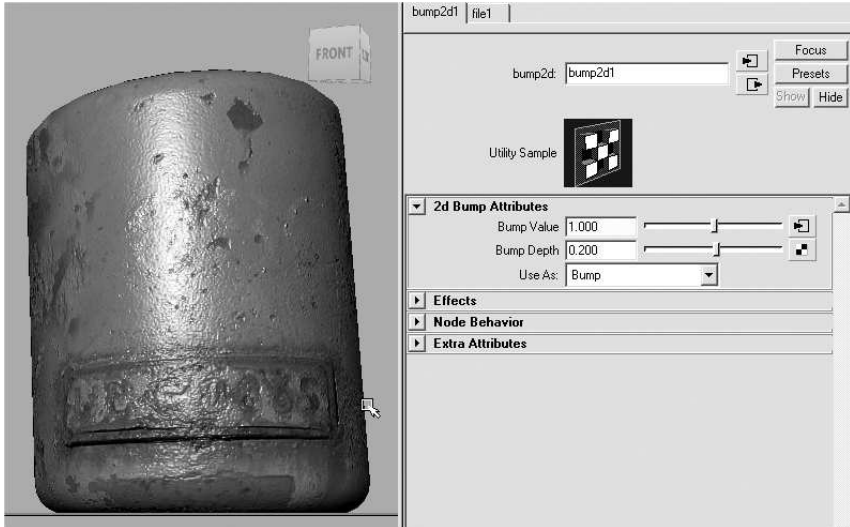 FRONT
bump2d1 file1
bump2d: bump2d1
Focus
Presets
Show Hide
Utility Sample
2d Bump Attributes
Bump Value 1.000
Bump Depth 0.200
Use As: Bump
Effects
Node Behavior
Extra Attributes